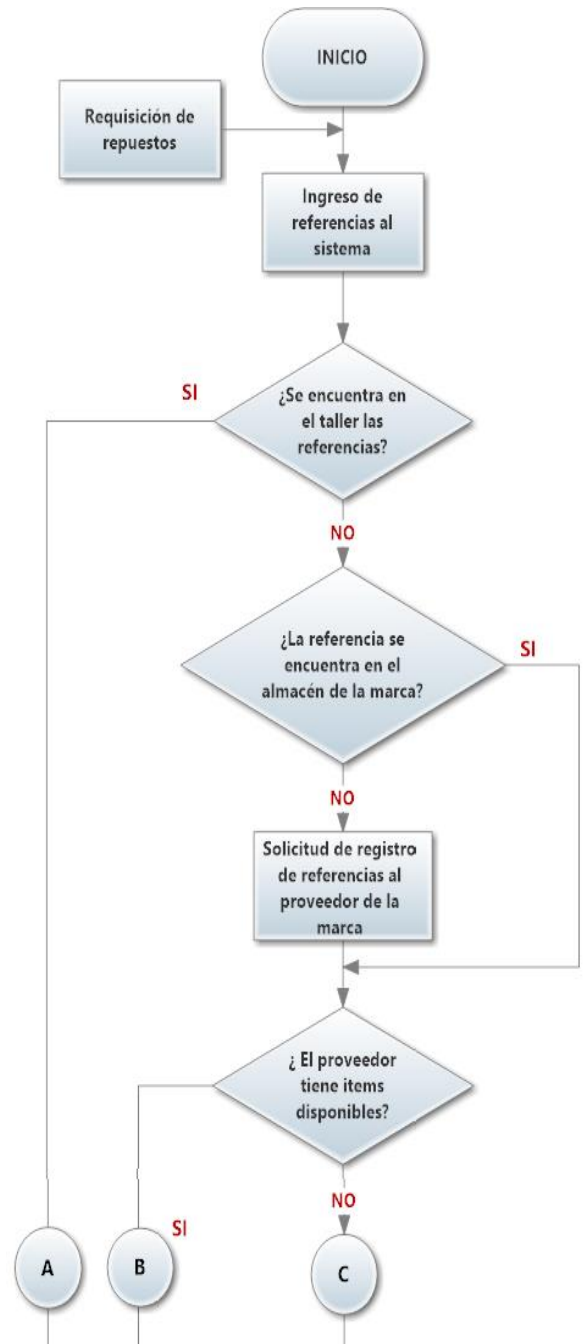 INICIO
Requisición de
repuestos
Ingreso de
referencias al
sistema
SI
¿Se encuentra en
el taller las
referencias?
NO
¿La referencia se
encuentra en el
almacén de la marca?
SI
NO
Solicitud de registro
de referencias al
proveedor de la
marca
¿ El proveedor
tiene items
disponibles?
NO
SI
A
B
C